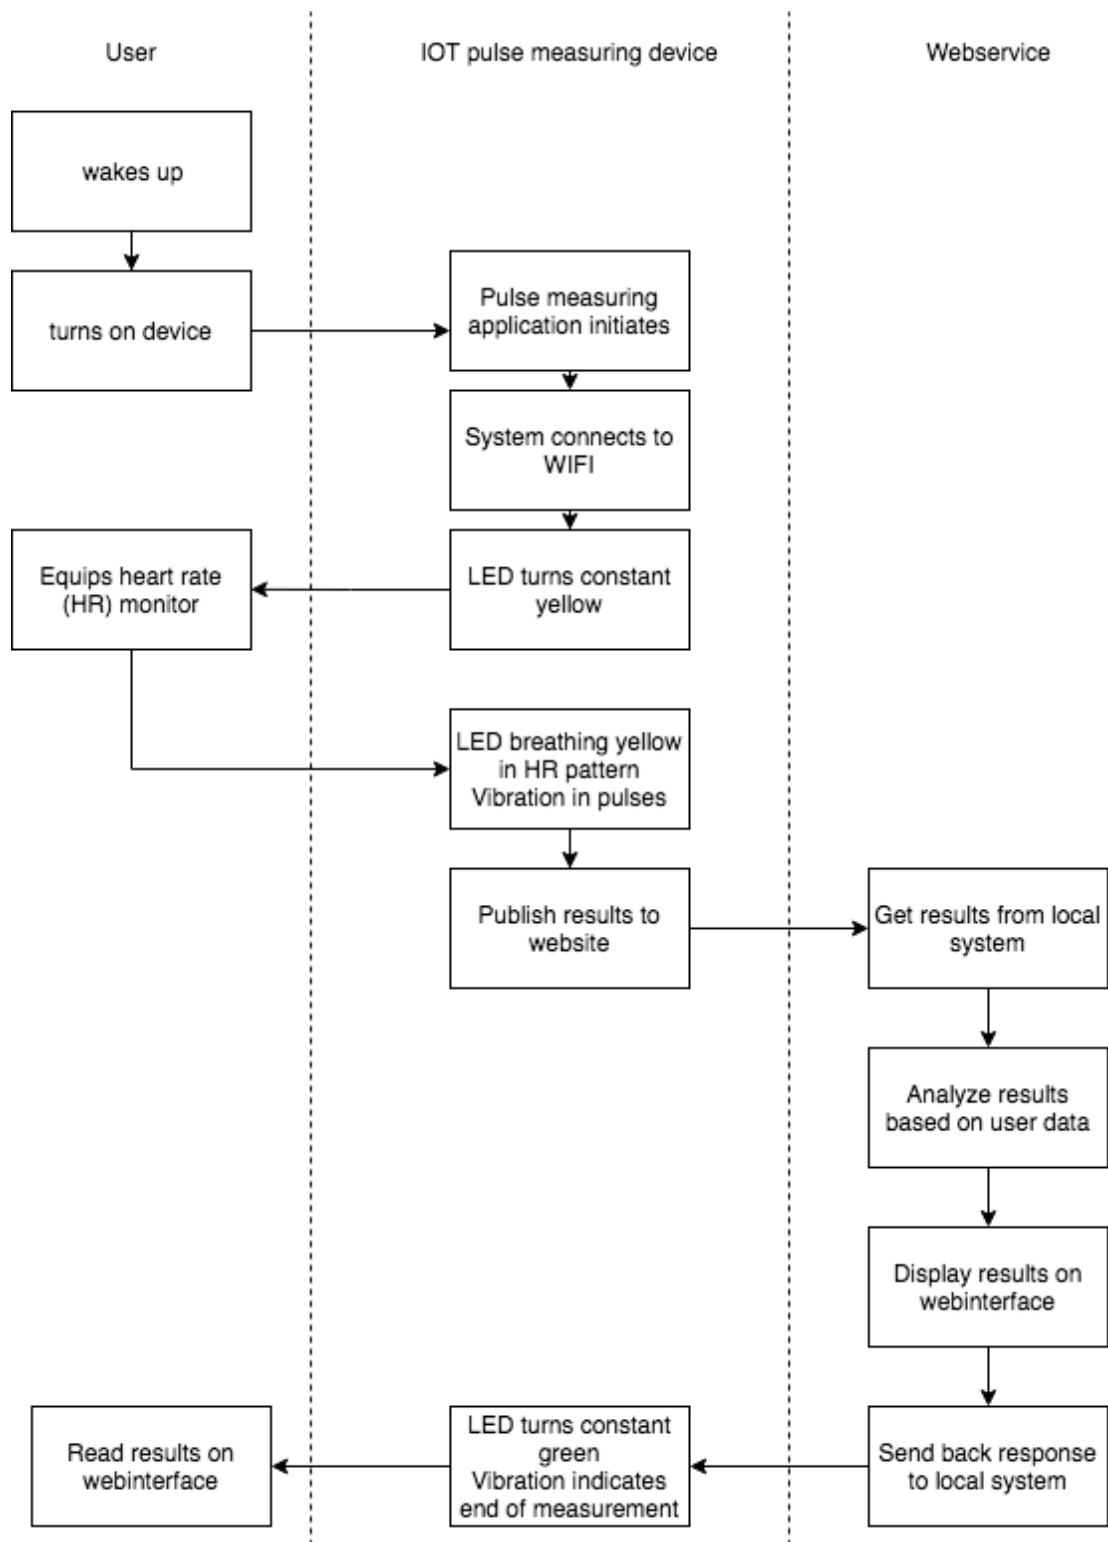 User
IOT pulse measuring device
Webservice
wakes up
turns on device
Pulse measuring
application initiates
System connects to
WIFI
LED turns constant
yellow
Equips heart rate
(HR) monitor
LED breathing yellow
in HR pattern
Vibration in pulses
Publish results to
website
Get results from local
system
Analyze results
based on user data
Display results on
webinterface
Send back response
to local system
LED turns constant
green
Vibration indicates
end of measurement
Read results on
webinterface